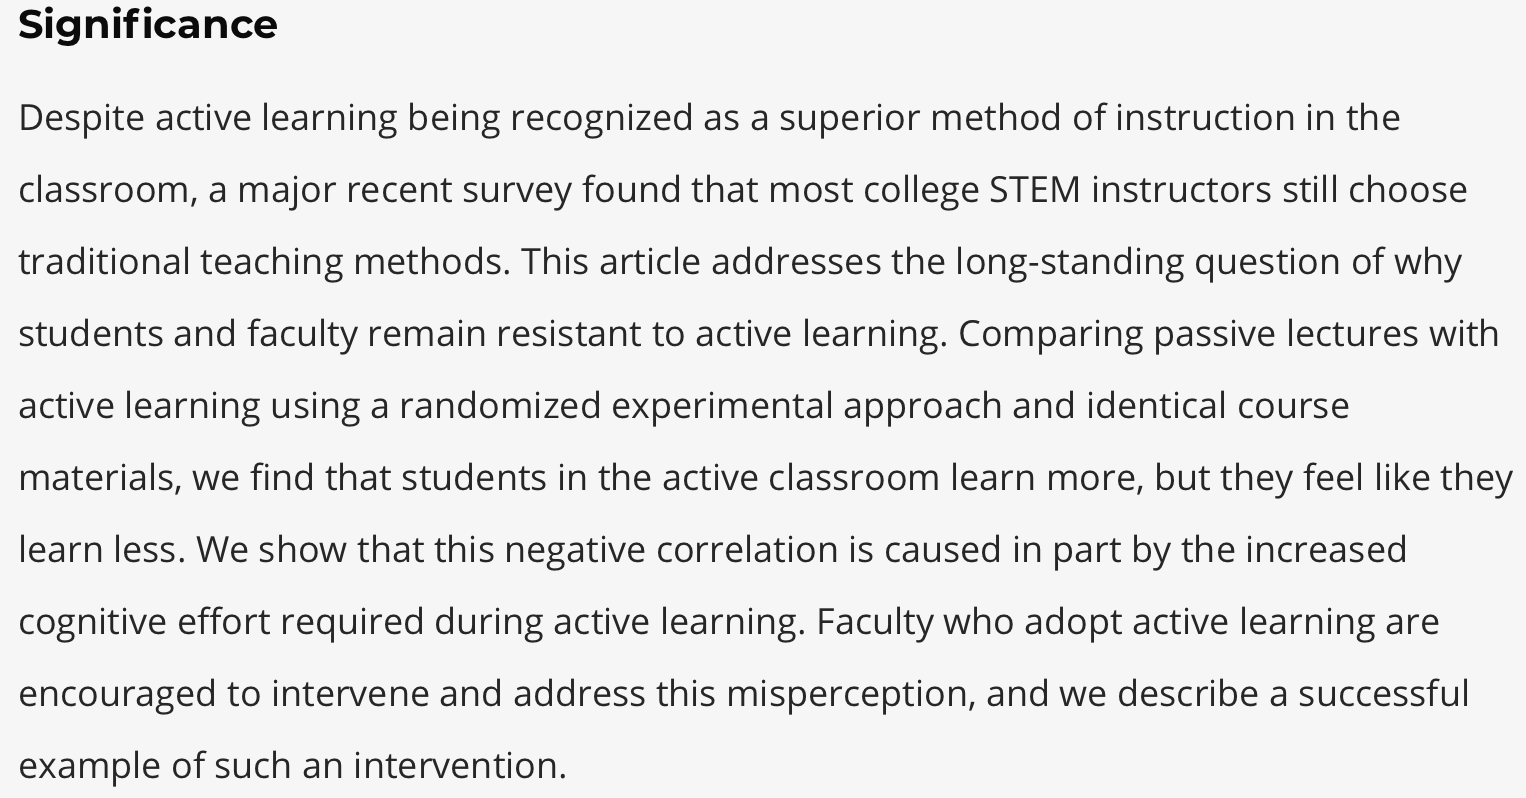 Significance
Despite active learning being recognized as a superior method of instruction in the
classroom, a major recent survey found that most college STEM instructors still choose
traditional teaching methods. This article addresses the long-standing question of why
students and faculty remain resistant to active learning. Comparing passive lectures with
active learning using a randomized experimental approach and identical course
materials, we find that students in the active classroom learn more, but they feel like they
learn less. We show that this negative correlation is caused in part by the increased
cognitive effort required during active learning. Faculty who adopt active learning are
encouraged to intervene and address this misperception, and we describe a successful
example of such an intervention.